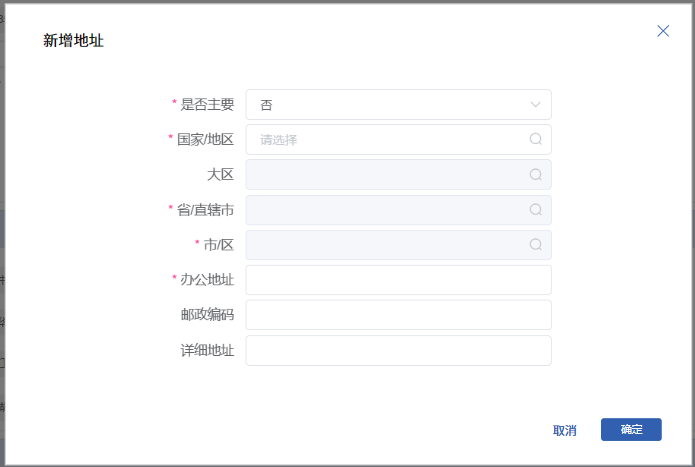 新增地址
* 是否主要 否
* 国家/地区 请选择
大区
* 省/直辖市
* 市/区
* 办公地址
邮政编码
详细地址
取消 确定